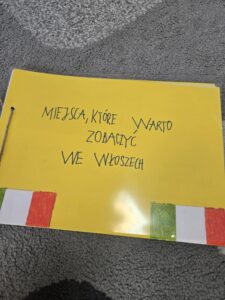 MIEJSCA, KTÓRE WARTO
ZOBACZYĆ
WE WŁOSZECH